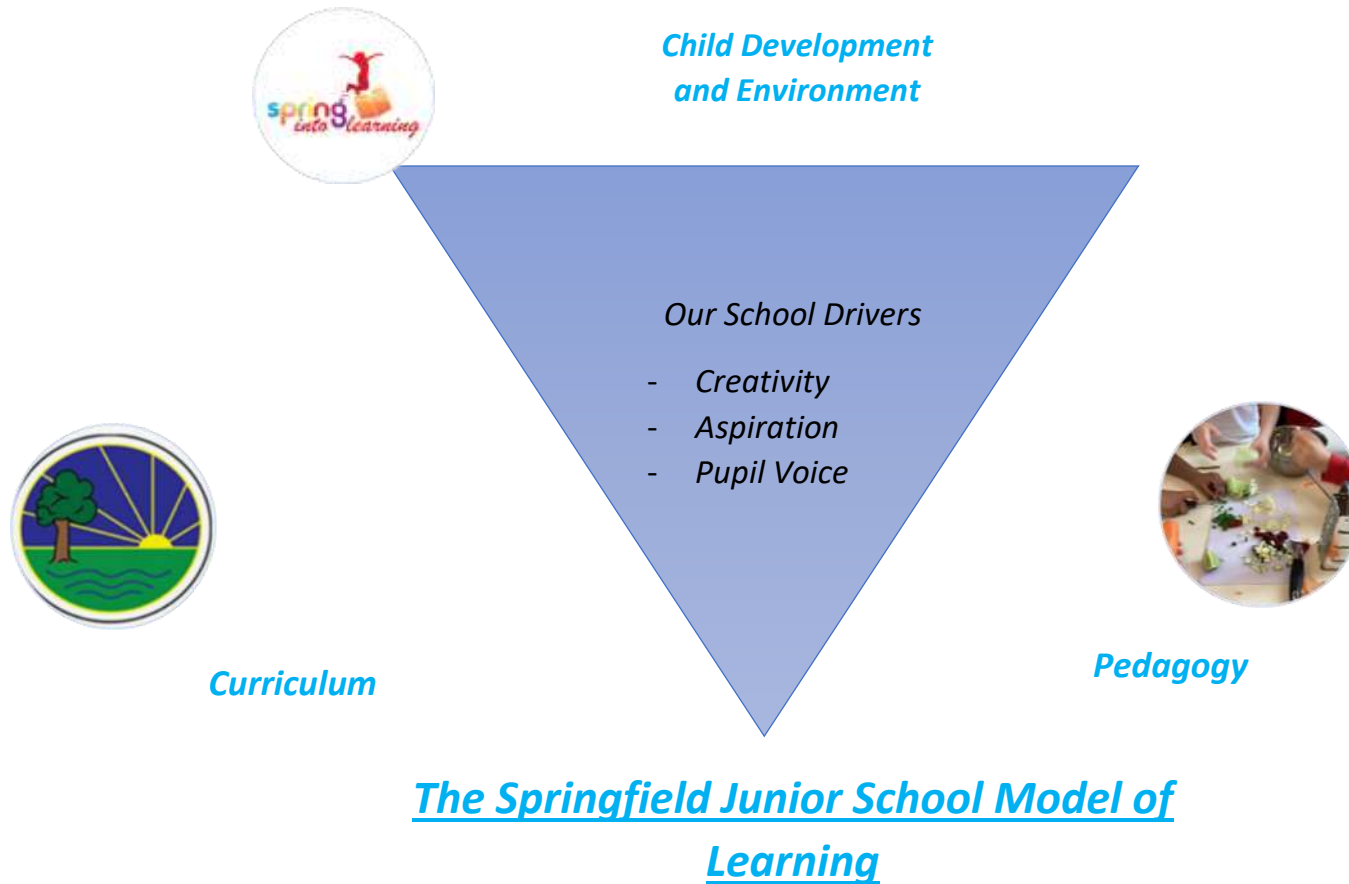 Child Development
and Environment
spring
into learning
Our School Drivers
- Creativity
- Aspiration
- Pupil Voice
Curriculum
Pedagogy
The Springfield Junior School Model of
Learning